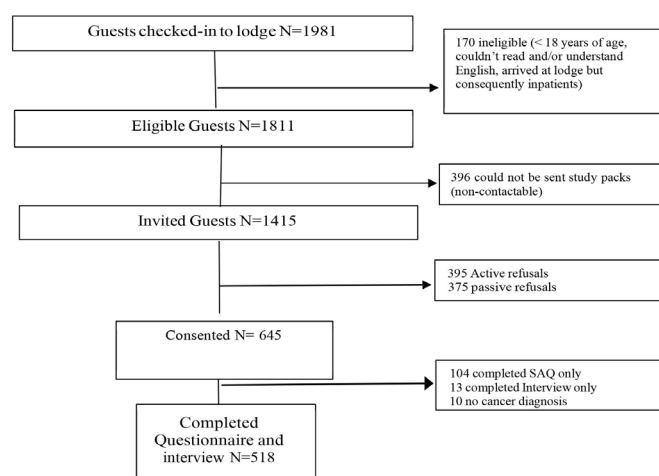 Guests checked-in to lodge N=1981
170 ineligible (< 18 years of age,
couldn't read and/or understand
English, arrived at lodge but
consequently inpatients)
Eligible Guests N=1811
396 could not be sent study packs
(non-contactable)
Invited Guests N=1415
395 Active refusals
375 passive refusals
Consented N= 645
104 completed SAQ only
13 completed Interview only
10 no cancer diagnosis
Completed
Questionnaire and
interview N=518